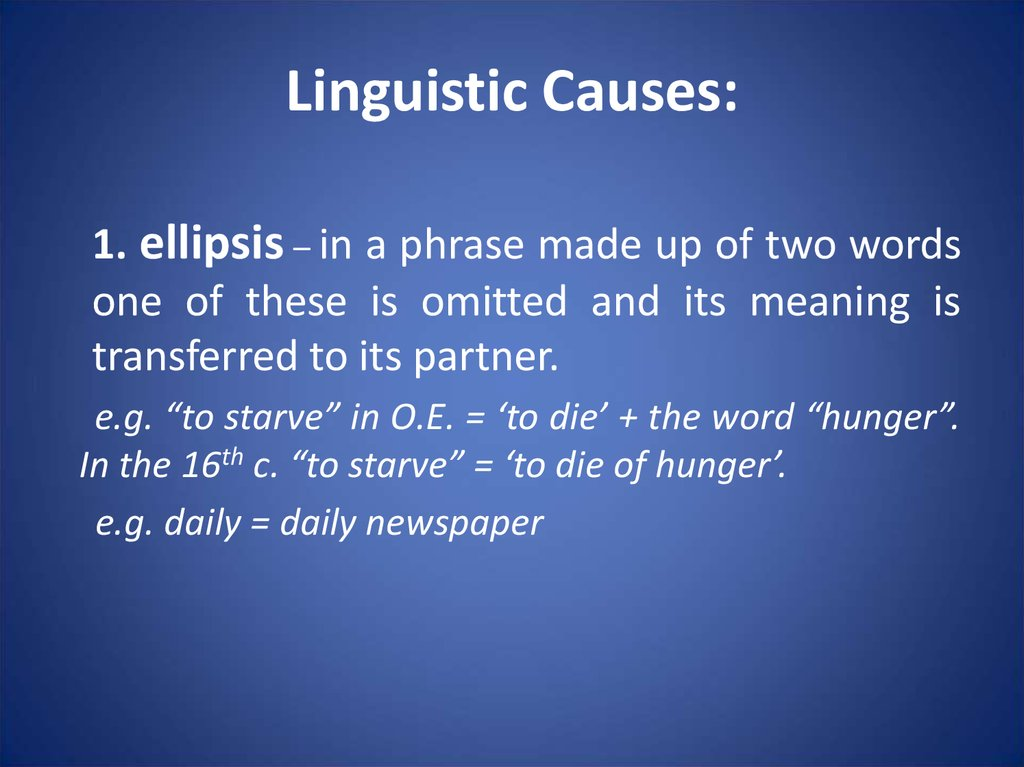 Linguistic Causes:
1. ellipsis – in a phrase made up of two words
one of these is omitted and its meaning is
transferred to its partner.
e.g. “to starve” in O.E. = ‘to die’ + the word “hunger”.
In the 16th c. “to starve” = ‘to die of hunger’.
e.g. daily = daily newspaper